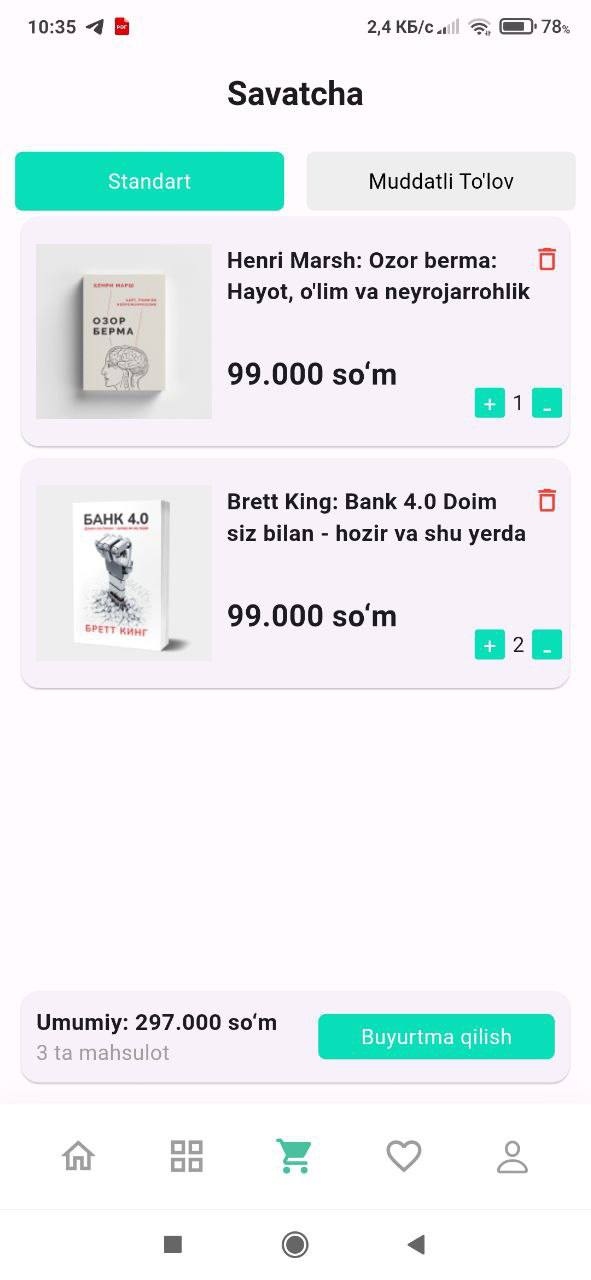 10:35 PDF 2,4 КБ/с 78%
Savatcha
Standart Muddatli To'lov
Henri Marsh: Ozor berma:
Hayot, o'lim va neyrojarrohlik
ГЕНРИ МАРШ
ОЗОР
БЕРМА
99.000 so‘m
+ 1 -
Brett King: Bank 4.0 Doim
siz bilan - hozir va shu yerda
БАНК 4.0
БРЕТТ КИНГ
99.000 so‘m
+ 2 -
Umumiy: 297.000 so‘m
3 ta mahsulot
Buyurtma qilish